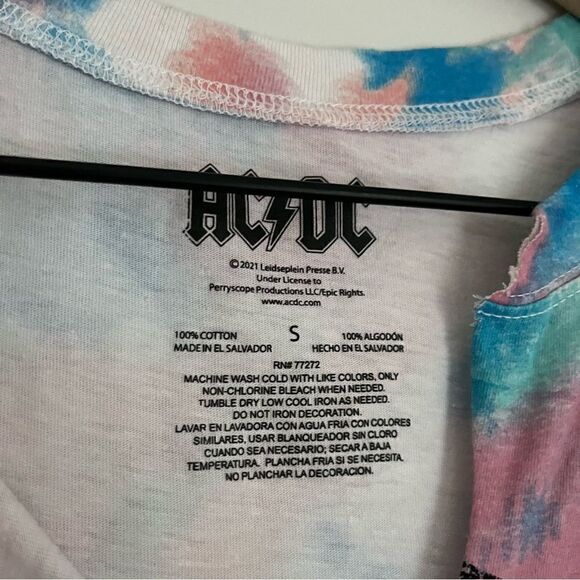 AC⚡DC
© 2021 Leidseplein Presse B.V.
Under License to
Perryscope Productions LLC/Epic Rights.
www.acdc.com
100% COTTON S 100% ALGODÓN
MADE IN EL SALVADOR HECHO EN EL SALVADOR
RN# 77272
MACHINE WASH COLD WITH LIKE COLORS, ONLY
NON-CHLORINE BLEACH WHEN NEEDED.
TUMBLE DRY LOW COOL IRON AS NEEDED.
DO NOT IRON DECORATION.
LAVAR EN LAVADORA CON AGUA FRIA CON COLORES
SIMILARES, USAR BLANQUEADOR SIN CLORO
CUANDO SEA NECESARIO; SECAR A BAJA
TEMPERATURA. PLANCHA FRIA SI SE NECESITA.
NO PLANCHAR LA DECORACION.